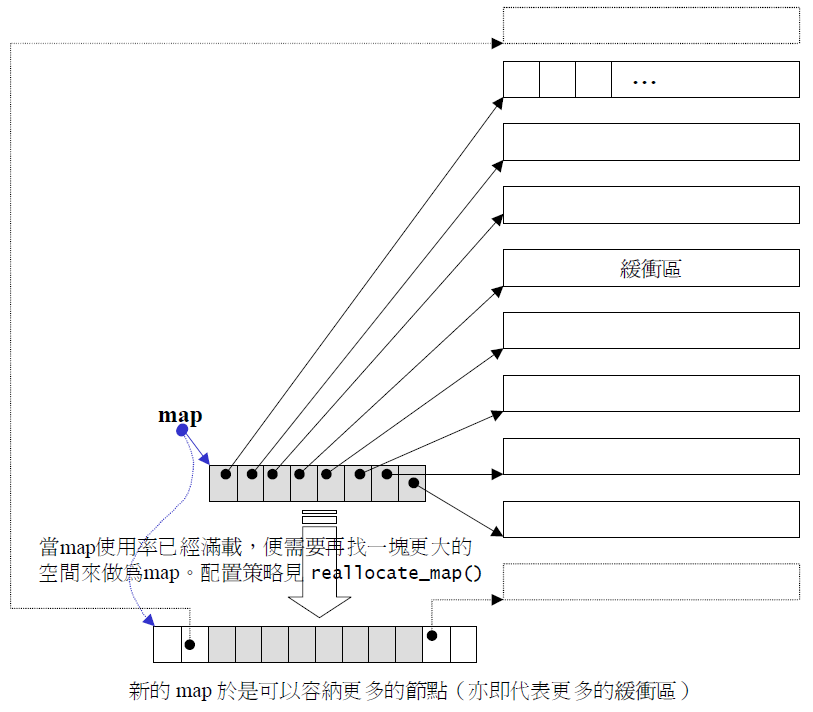 ...
緩衝區
map
當map使用率已經滿載，便需要再找一塊更大的
空間來做為map。配置策略見 reallocate_map()
新的 map 於是可以容納更多的節點（亦即代表更多的緩衝區）